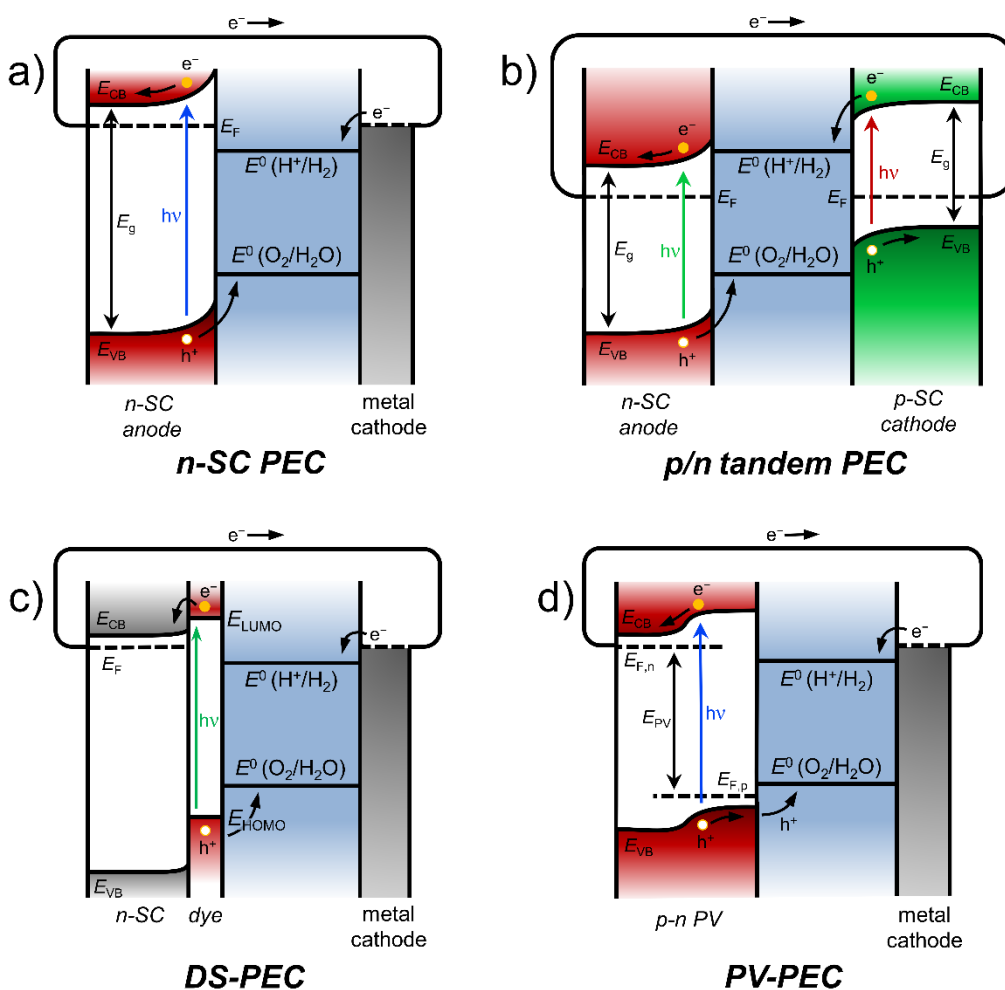 e⁻
a)
e⁻
E_CB
e⁻
E_F
E⁰ (H⁺/H₂)
E_g
hν
E⁰ (O₂/H₂O)
E_VB
h⁺
n-SC
anode
metal
cathode
n-SC PEC
e⁻
b)
e⁻
E_CB
e⁻
E_CB
E⁰ (H⁺/H₂)
hν
E_g
E_F
E_F
E_g
hν
E⁰ (O₂/H₂O)
E_VB
h⁺
E_VB
h⁺
n-SC
anode
p-SC
cathode
p/n tandem PEC
e⁻
c)
e⁻
E_CB
E_LUMO
e⁻
E_F
E⁰ (H⁺/H₂)
hν
E⁰ (O₂/H₂O)
E_HOMO
h⁺
E_VB
n-SC
dye
metal
cathode
DS-PEC
e⁻
d)
e⁻
E_CB
e⁻
E_F,n
E⁰ (H⁺/H₂)
E_PV
hν
E⁰ (O₂/H₂O)
E_F,p
h⁺
h⁺
E_VB
p-n PV
metal
cathode
PV-PEC